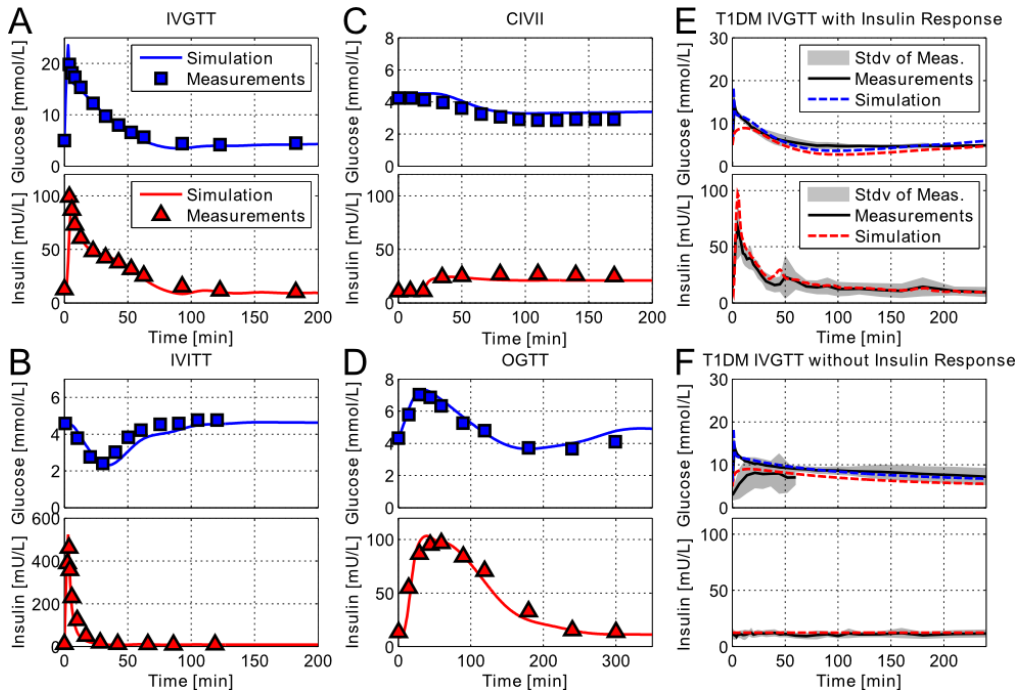 A
IVGTT
Glucose [mmol/L]
20
10
0
Simulation
Measurements
Insulin [mU/L]
100
50
0
Simulation
Measurements
0 50 100 150 200
Time [min]
B
IVITT
Glucose [mmol/L]
6
4
2
0
Insulin [mU/L]
600
400
200
0
0 50 100 150 200
Time [min]
C
CIVII
Glucose [mmol/L]
8
6
4
2
0
Insulin [mU/L]
100
50
0
0 50 100 150 200
Time [min]
D
OGTT
Glucose [mmol/L]
8
6
4
2
0
Insulin [mU/L]
100
50
0
0 100 200 300
Time [min]
E
T1DM IVGTT with Insulin Response
Glucose [mmol/L]
30
20
10
0
Stdv of Meas.
Measurements
Simulation
Insulin [mU/L]
100
50
0
Stdv of Meas.
Measurements
Simulation
0 50 100 150 200
Time [min]
F
T1DM IVGTT without Insulin Response
Glucose [mmol/L]
30
20
10
0
Insulin [mU/L]
100
50
0
0 50 100 150 200
Time [min]